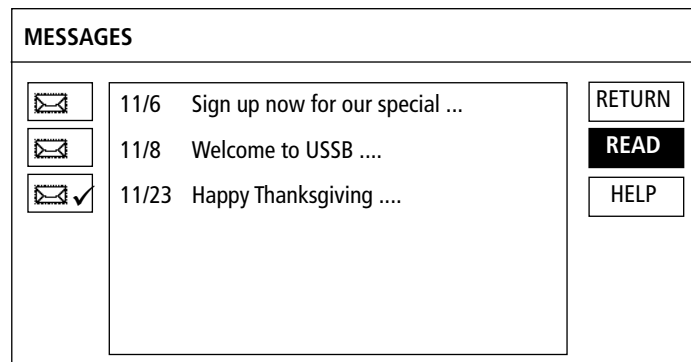 MESSAGES
11/6 Sign up now for our special ... RETURN
11/8 Welcome to USSB .... READ
11/23 Happy Thanksgiving .... HELP